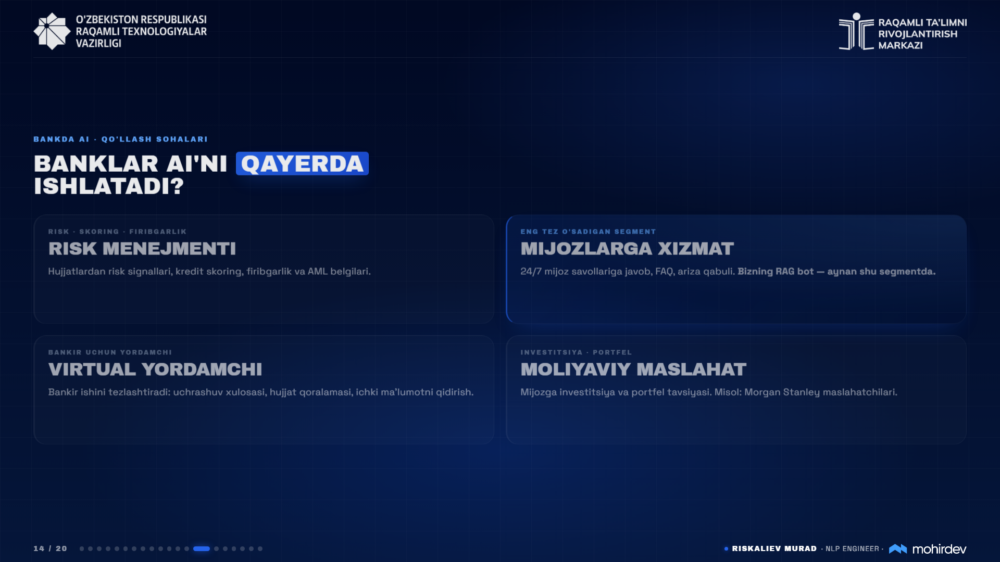 O'ZBEKISTON RESPUBLIKASI
RAQAMLI TEXNOLOGIYALAR
VAZIRLIGI
RAQAMLI TA'LIMNI
RIVOJLANTIRISH
MARKAZI
BANKDA AI · QO'LLASH SOHALARI
BANKLAR AI'NI QAYERDA
ISHLATADI?
RISK · SKORING · FIRIBGARLIK
RISK MENEJMENTI
Hujjatlardan risk signallari, kredit skoring, firibgarlik va AML belgilari.
ENG TEZ O'SADIGAN SEGMENT
MIJOZLARGA XIZMAT
24/7 mijoz savollariga javob, FAQ, ariza qabuli. Bizning RAG bot — aynan shu segmentda.
BANKIR UCHUN YORDAMCHI
VIRTUAL YORDAMCHI
Bankir ishini tezlashtiradi: uchrashuv xulosasi, hujjat qoralamasi, ichki ma'lumotni qidirish.
INVESTITSIYA · PORTFEL
MOLIYAVIY MASLAHAT
Mijozga investitsiya va portfel tavsiyasi. Misol: Morgan Stanley maslahatchilari.
14 / 20
RISKALIEV MURAD · NLP ENGINEER · mohirdev